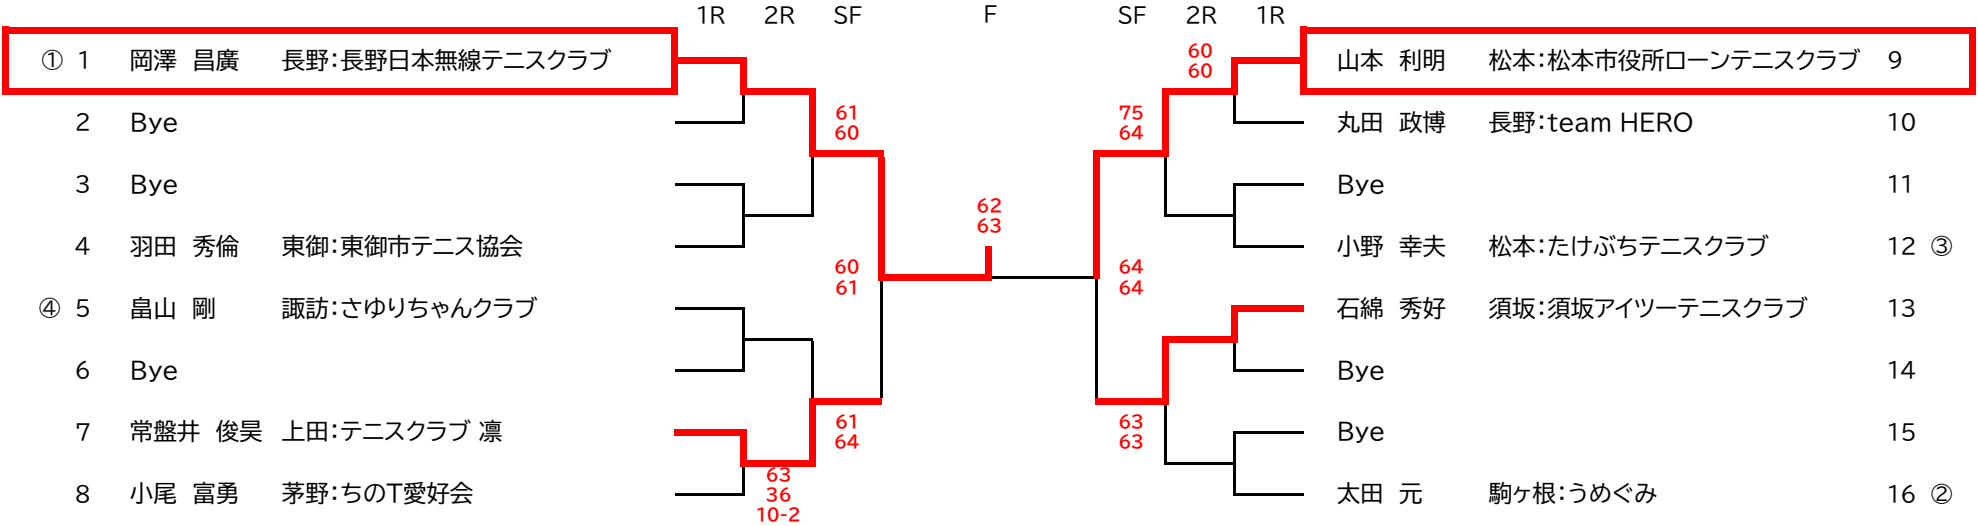 1R 2R SF F SF 2R 1R
① 1 岡澤 昌廣 長野：長野日本無線テニスクラブ
2 Bye
3 Bye
4 羽田 秀倫 東御：東御市テニス協会
④ 5 畠山 剛 諏訪：さゆりちゃんクラブ
6 Bye
7 常盤井 俊昊 上田：テニスクラブ 凛
8 小尾 富勇 茅野：ちのT愛好会
61
60
60
61
61
64
63
36
10-2
62
63
60
60
75
64
64
64
63
63
山本 利明 松本：松本市役所ローンテニスクラブ 9
丸田 政博 長野：team HERO 10
Bye 11
小野 幸夫 松本：たけぶちテニスクラブ 12 ③
石綿 秀好 須坂：須坂アイツーテニスクラブ 13
Bye 14
Bye 15
太田 元 駒ヶ根：うめぐみ 16 ②